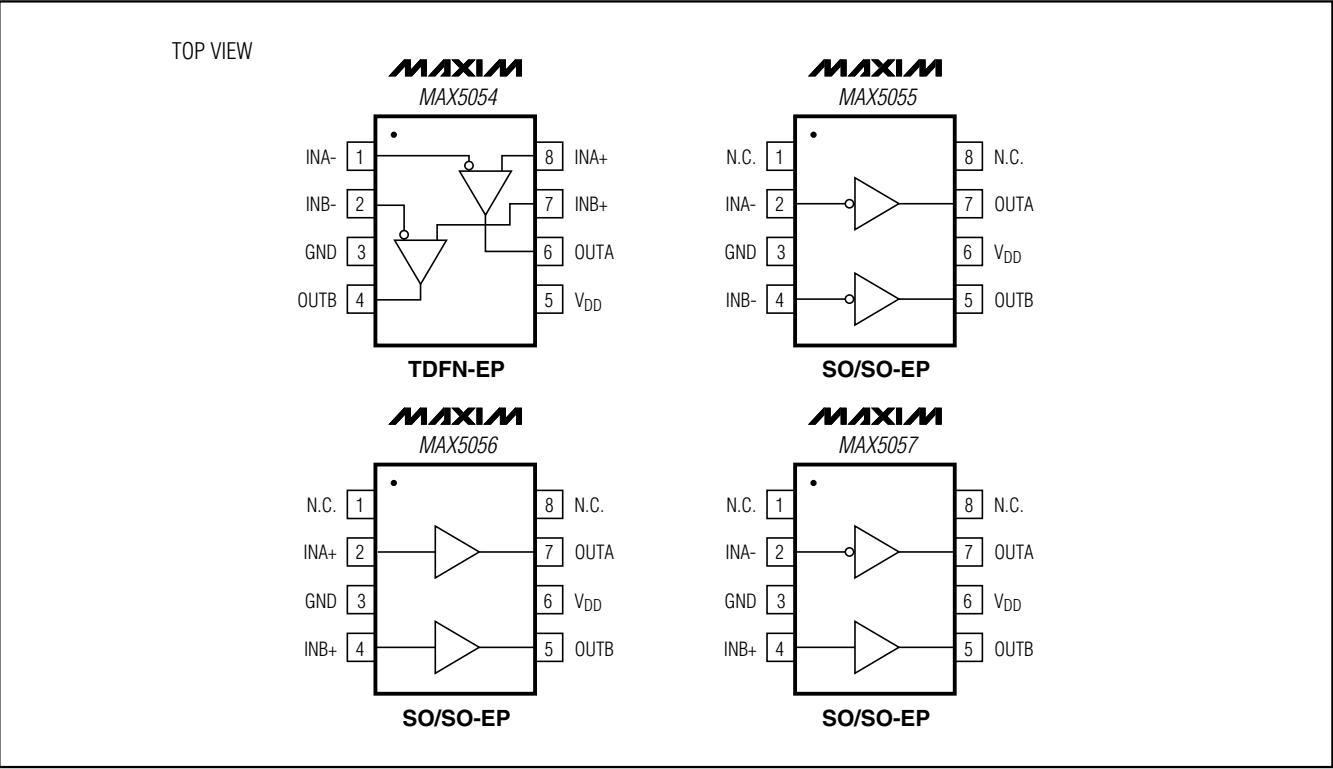 TOP VIEW
MAXIM
MAX5054
INA- 1
8 INA+
INB- 2
7 INB+
GND 3
6 OUTA
OUTB 4
5 VDD
TDFN-EP
MAXIM
MAX5055
N.C. 1
8 N.C.
INA- 2
7 OUTA
GND 3
6 VDD
INB- 4
5 OUTB
SO/SO-EP
MAXIM
MAX5056
N.C. 1
8 N.C.
INA+ 2
7 OUTA
GND 3
6 VDD
INB+ 4
5 OUTB
SO/SO-EP
MAXIM
MAX5057
N.C. 1
8 N.C.
INA- 2
7 OUTA
GND 3
6 VDD
INB+ 4
5 OUTB
SO/SO-EP